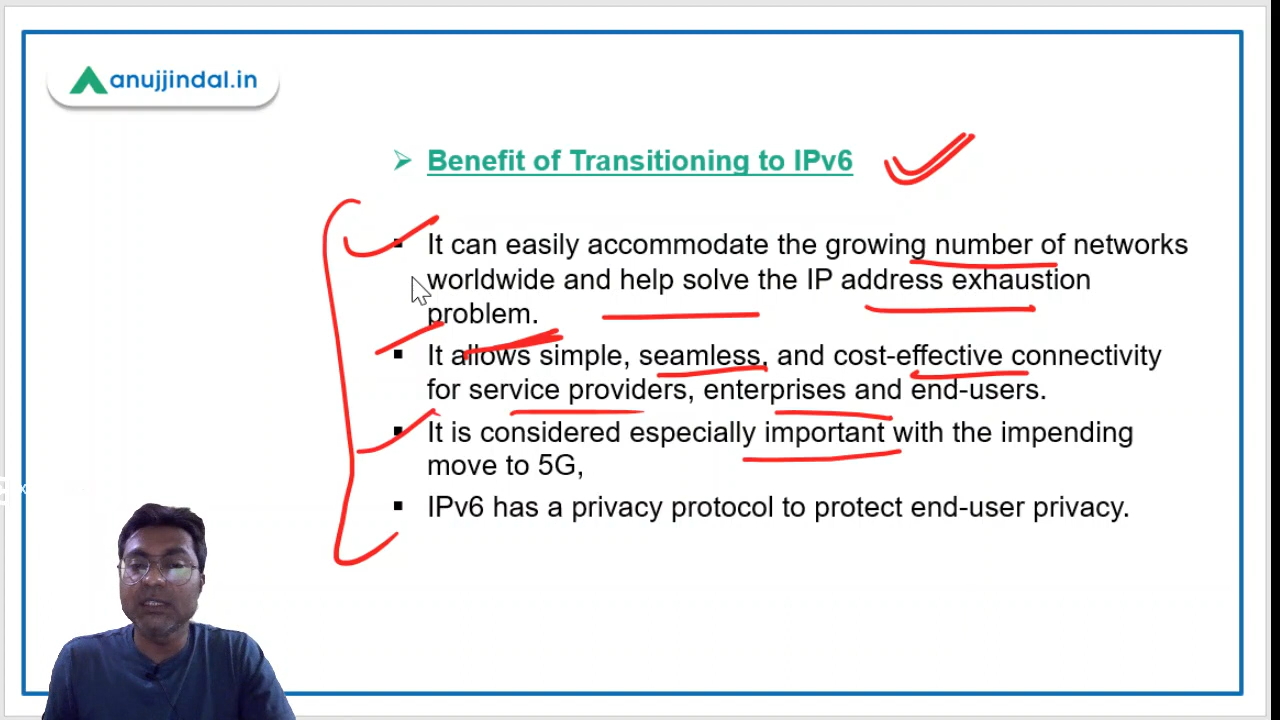 anujjindal.in
Benefit of Transitioning to IPv6
It can easily accommodate the growing number of networks
worldwide and help solve the IP address exhaustion
problem.
It allows simple, seamless, and cost-effective connectivity
for service providers, enterprises and end-users.
It is considered especially important with the impending
move to 5G,
IPv6 has a privacy protocol to protect end-user privacy.